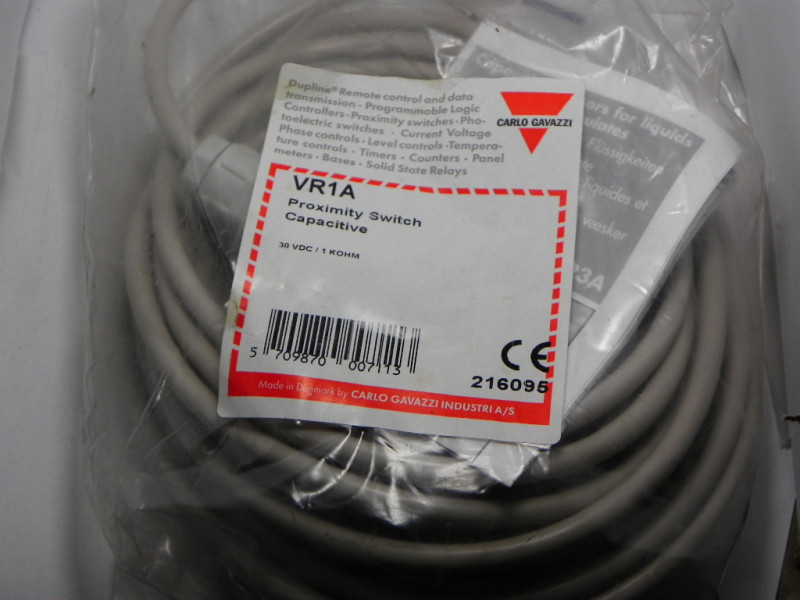 Dupline® Remote control and data
transmission · Programmable Logic
Controllers · Proximity switches · Pho-
toelectric switches · Current Voltage
Phase controls · Level controls · Tempera-
ture controls · Timers · Counters · Panel
meters · Bases · Solid State Relays
CARLO GAVAZZI
VR1A
Proximity Switch
Capacitive
30 VDC / 1 KOHM
5 709870 007113
CE
216095
Made in Denmark by CARLO GAVAZZI INDUSTRI A/S
for liquids
Flüssigkeiten
liquides et
væsker
P3A